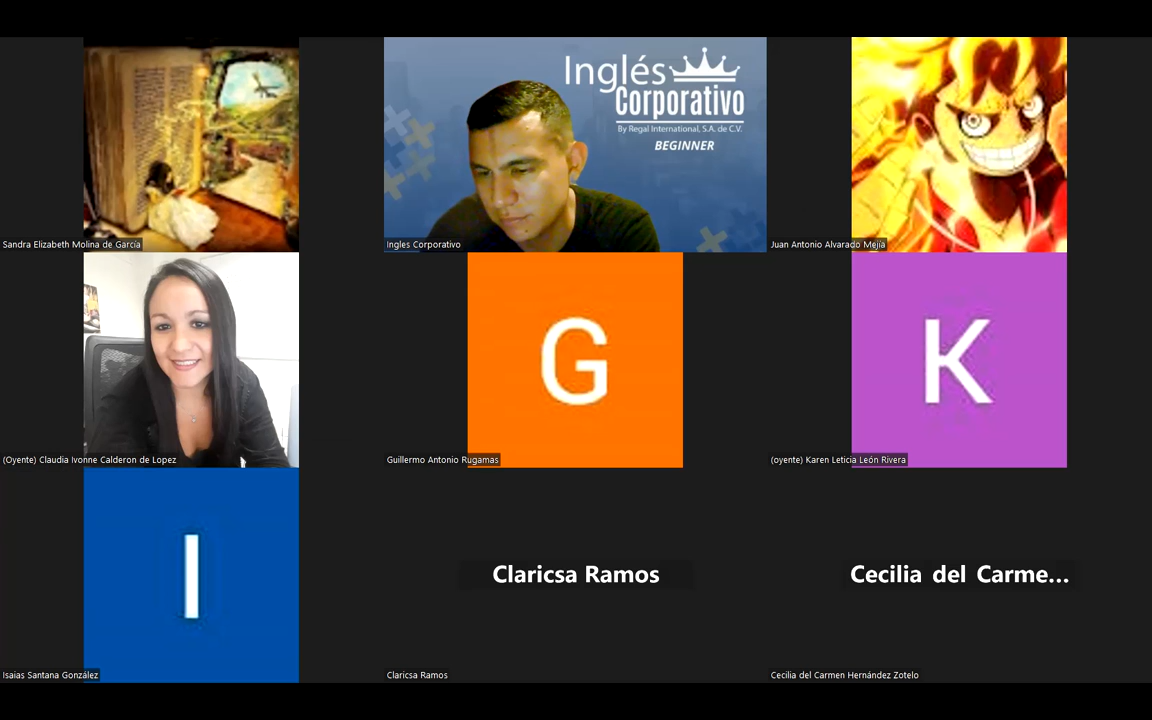 Inglés
Corporativo
By Regal International, S.A. de C.V.
BEGINNER
Sandra Elizabeth Molina de García
Ingles Corporativo
Juan Antonio Alvarado Mejía
G
K
(Oyente) Claudia Ivonne Calderon de Lopez
Guillermo Antonio Rugamas
(oyente) Karen Leticia León Rivera
I
Claricsa Ramos
Cecilia del Carme...
Isaias Santana González
Claricsa Ramos
Cecilia del Carmen Hernández Zotelo